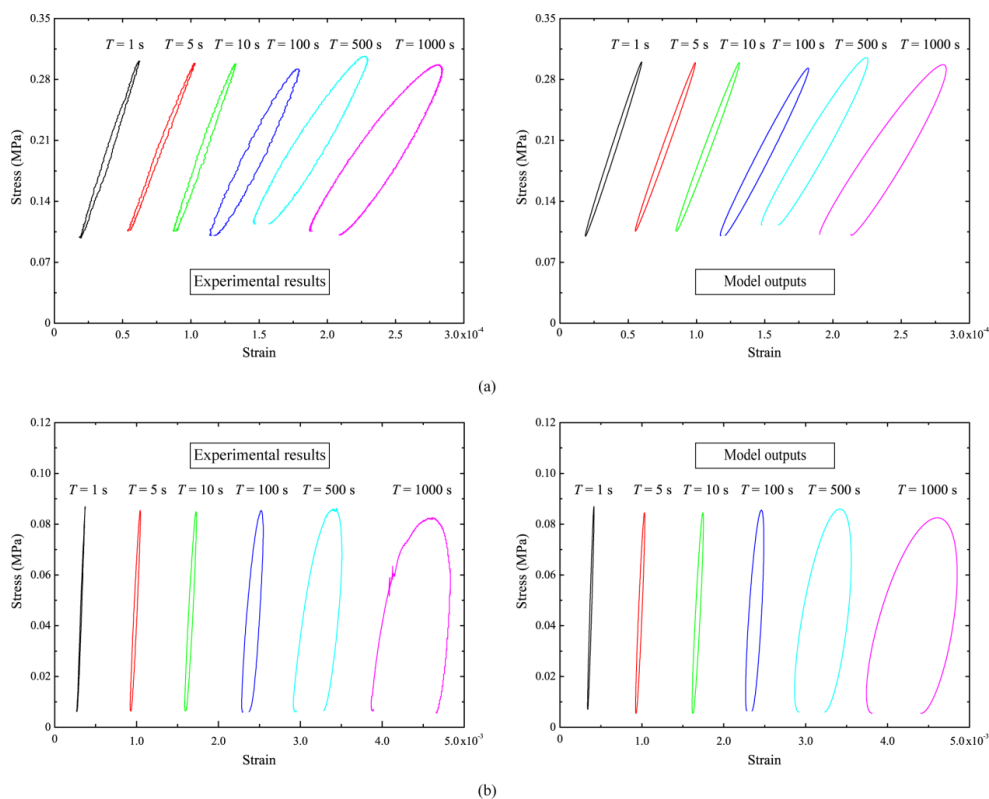 0.35
0.28
0.21
0.14
0.07
0
T = 1 s
T = 5 s
T = 10 s
T = 100 s
T = 500 s
T = 1000 s
Stress (MPa)
Experimental results
0
0.5
1.0
1.5
2.0
2.5
3.0x10⁻⁴
Strain
0.35
0.28
0.21
0.14
0.07
0
T = 1 s
T = 5 s
T = 10 s
T = 100 s
T = 500 s
T = 1000 s
Stress (MPa)
Model outputs
0
0.5
1.0
1.5
2.0
2.5
3.0x10⁻⁴
Strain
(a)
0.12
0.10
0.08
0.06
0.04
0.02
0
Experimental results
T = 1 s
T = 5 s
T = 10 s
T = 100 s
T = 500 s
T = 1000 s
Stress (MPa)
0
1.0
2.0
3.0
4.0
5.0x10⁻³
Strain
0.12
0.10
0.08
0.06
0.04
0.02
0
Model outputs
T = 1 s
T = 5 s
T = 10 s
T = 100 s
T = 500 s
T = 1000 s
Stress (MPa)
0
1.0
2.0
3.0
4.0
5.0x10⁻³
Strain
(b)